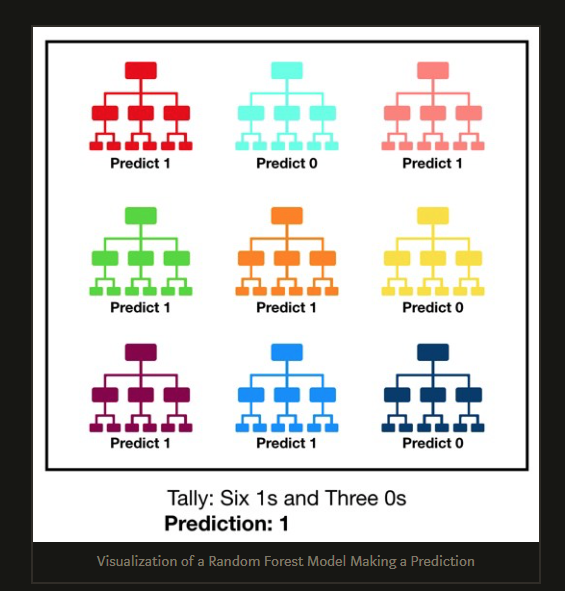 Predict 1
Predict 0
Predict 1
Predict 1
Predict 1
Predict 0
Predict 1
Predict 1
Predict 0
Tally: Six 1s and Three 0s
Prediction: 1
Visualization of a Random Forest Model Making a Prediction